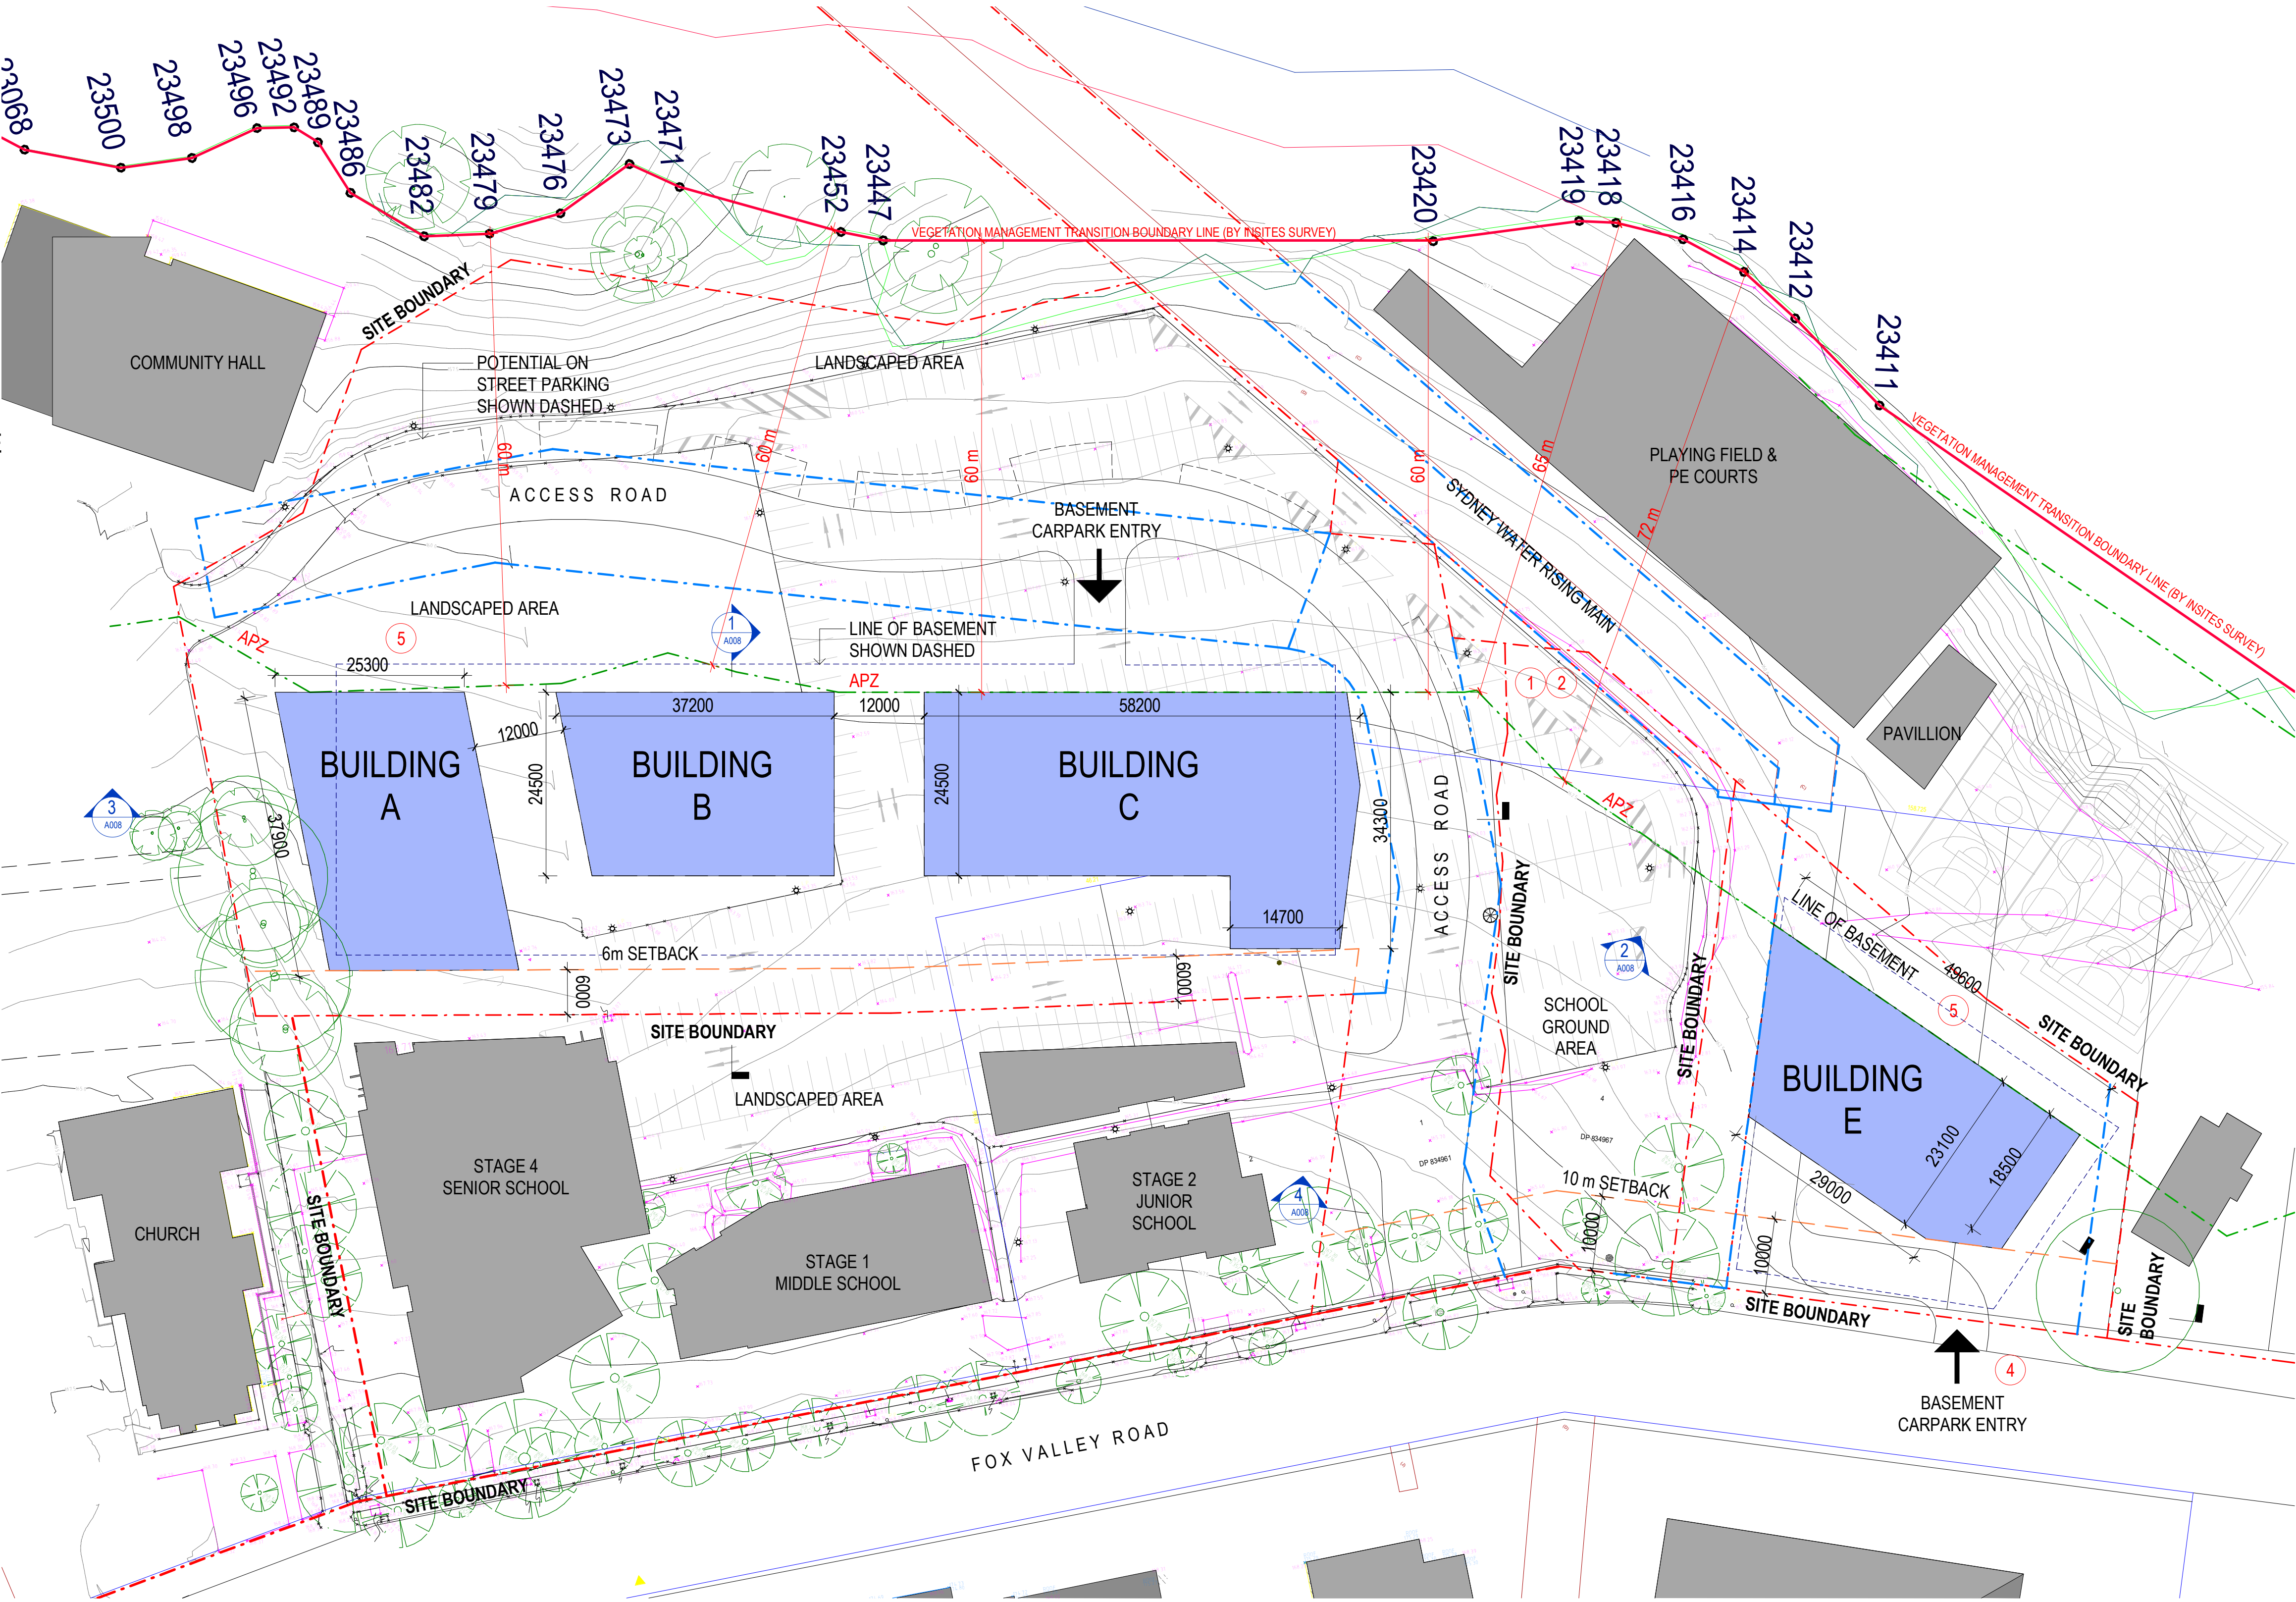 23068
23500
23498
23496
23492
23489
23486
23482
23479
23476
23473
23471
23452
23447
23420
23419
23418
23416
23414
23412
23411
VEGETATION MANAGEMENT TRANSITION BOUNDARY LINE (BY INSITES SURVEY)
VEGETATION MANAGEMENT TRANSITION BOUNDARY LINE (BY INSITES SURVEY)
SITE BOUNDARY
COMMUNITY HALL
POTENTIAL ON
STREET PARKING
SHOWN DASHED
LANDSCAPED AREA
60 m
60 m
60 m
60 m
65 m
72 m
PLAYING FIELD &
PE COURTS
ACCESS ROAD
BASEMENT
CARPARK ENTRY
SYDNEY WATER RISING MAIN
LANDSCAPED AREA
5
1
A008
LINE OF BASEMENT
SHOWN DASHED
APZ
APZ
1
2
PAVILLION
25300
37200
12000
58200
12000
24500
24500
34300
37900
BUILDING
A
BUILDING
B
BUILDING
C
3
A008
ACCESS ROAD
APZ
14700
6m SETBACK
6000
6000
SITE BOUNDARY
SITE BOUNDARY
2
A008
SCHOOL
GROUND
AREA
SITE BOUNDARY
LINE OF BASEMENT
49600
5
SITE BOUNDARY
BUILDING
E
23100
18500
29000
LANDSCAPED AREA
STAGE 4
SENIOR SCHOOL
STAGE 2
JUNIOR
SCHOOL
STAGE 1
MIDDLE SCHOOL
CHURCH
SITE BOUNDARY
4
A008
1
2
4
DP 834961
DP 834967
10 m SETBACK
10000
10000
SITE BOUNDARY
SITE
BOUNDARY
4
BASEMENT
CARPARK ENTRY
FOX VALLEY ROAD
SITE BOUNDARY